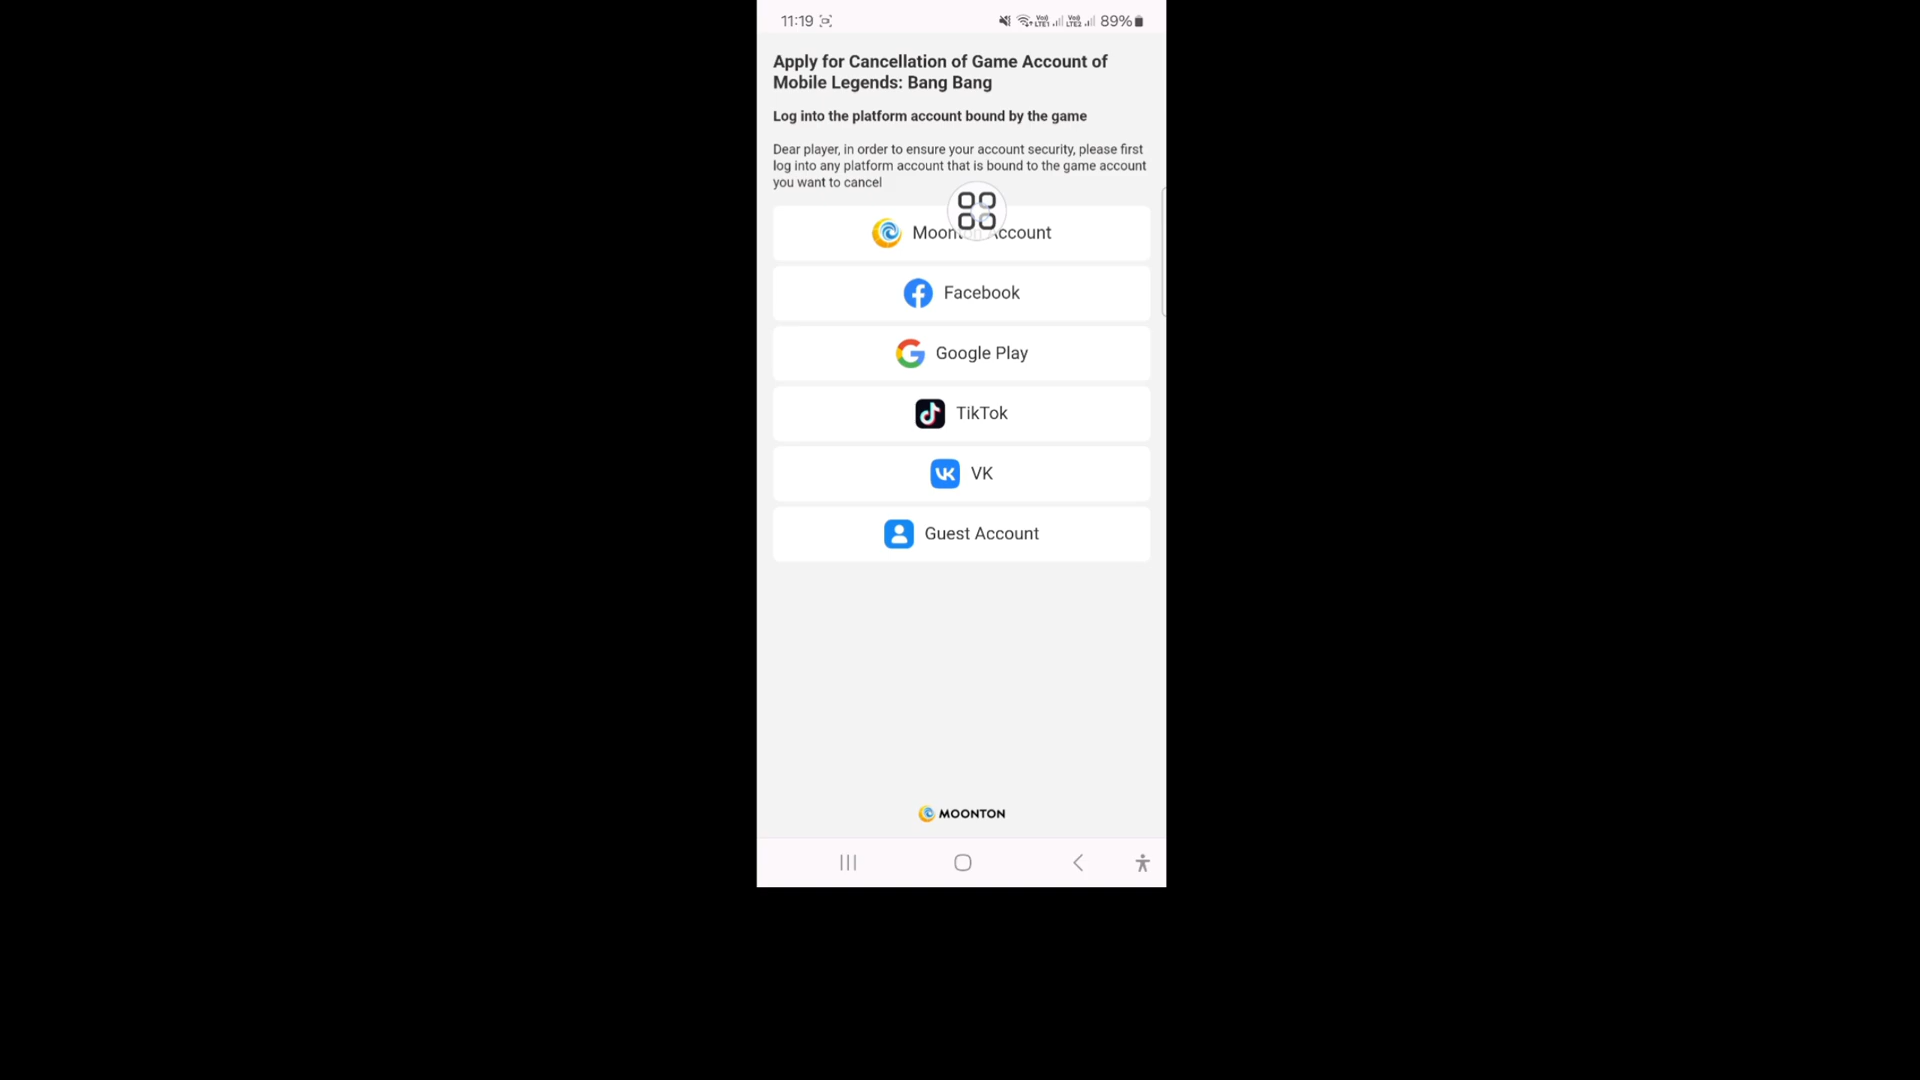 11:19
89%
Apply for Cancellation of Game Account of
Mobile Legends: Bang Bang
Log into the platform account bound by the game
Dear player, in order to ensure your account security, please first
log into any platform account that is bound to the game account
you want to cancel
Moonton Account
Facebook
Google Play
TikTok
VK
Guest Account
MOONTON